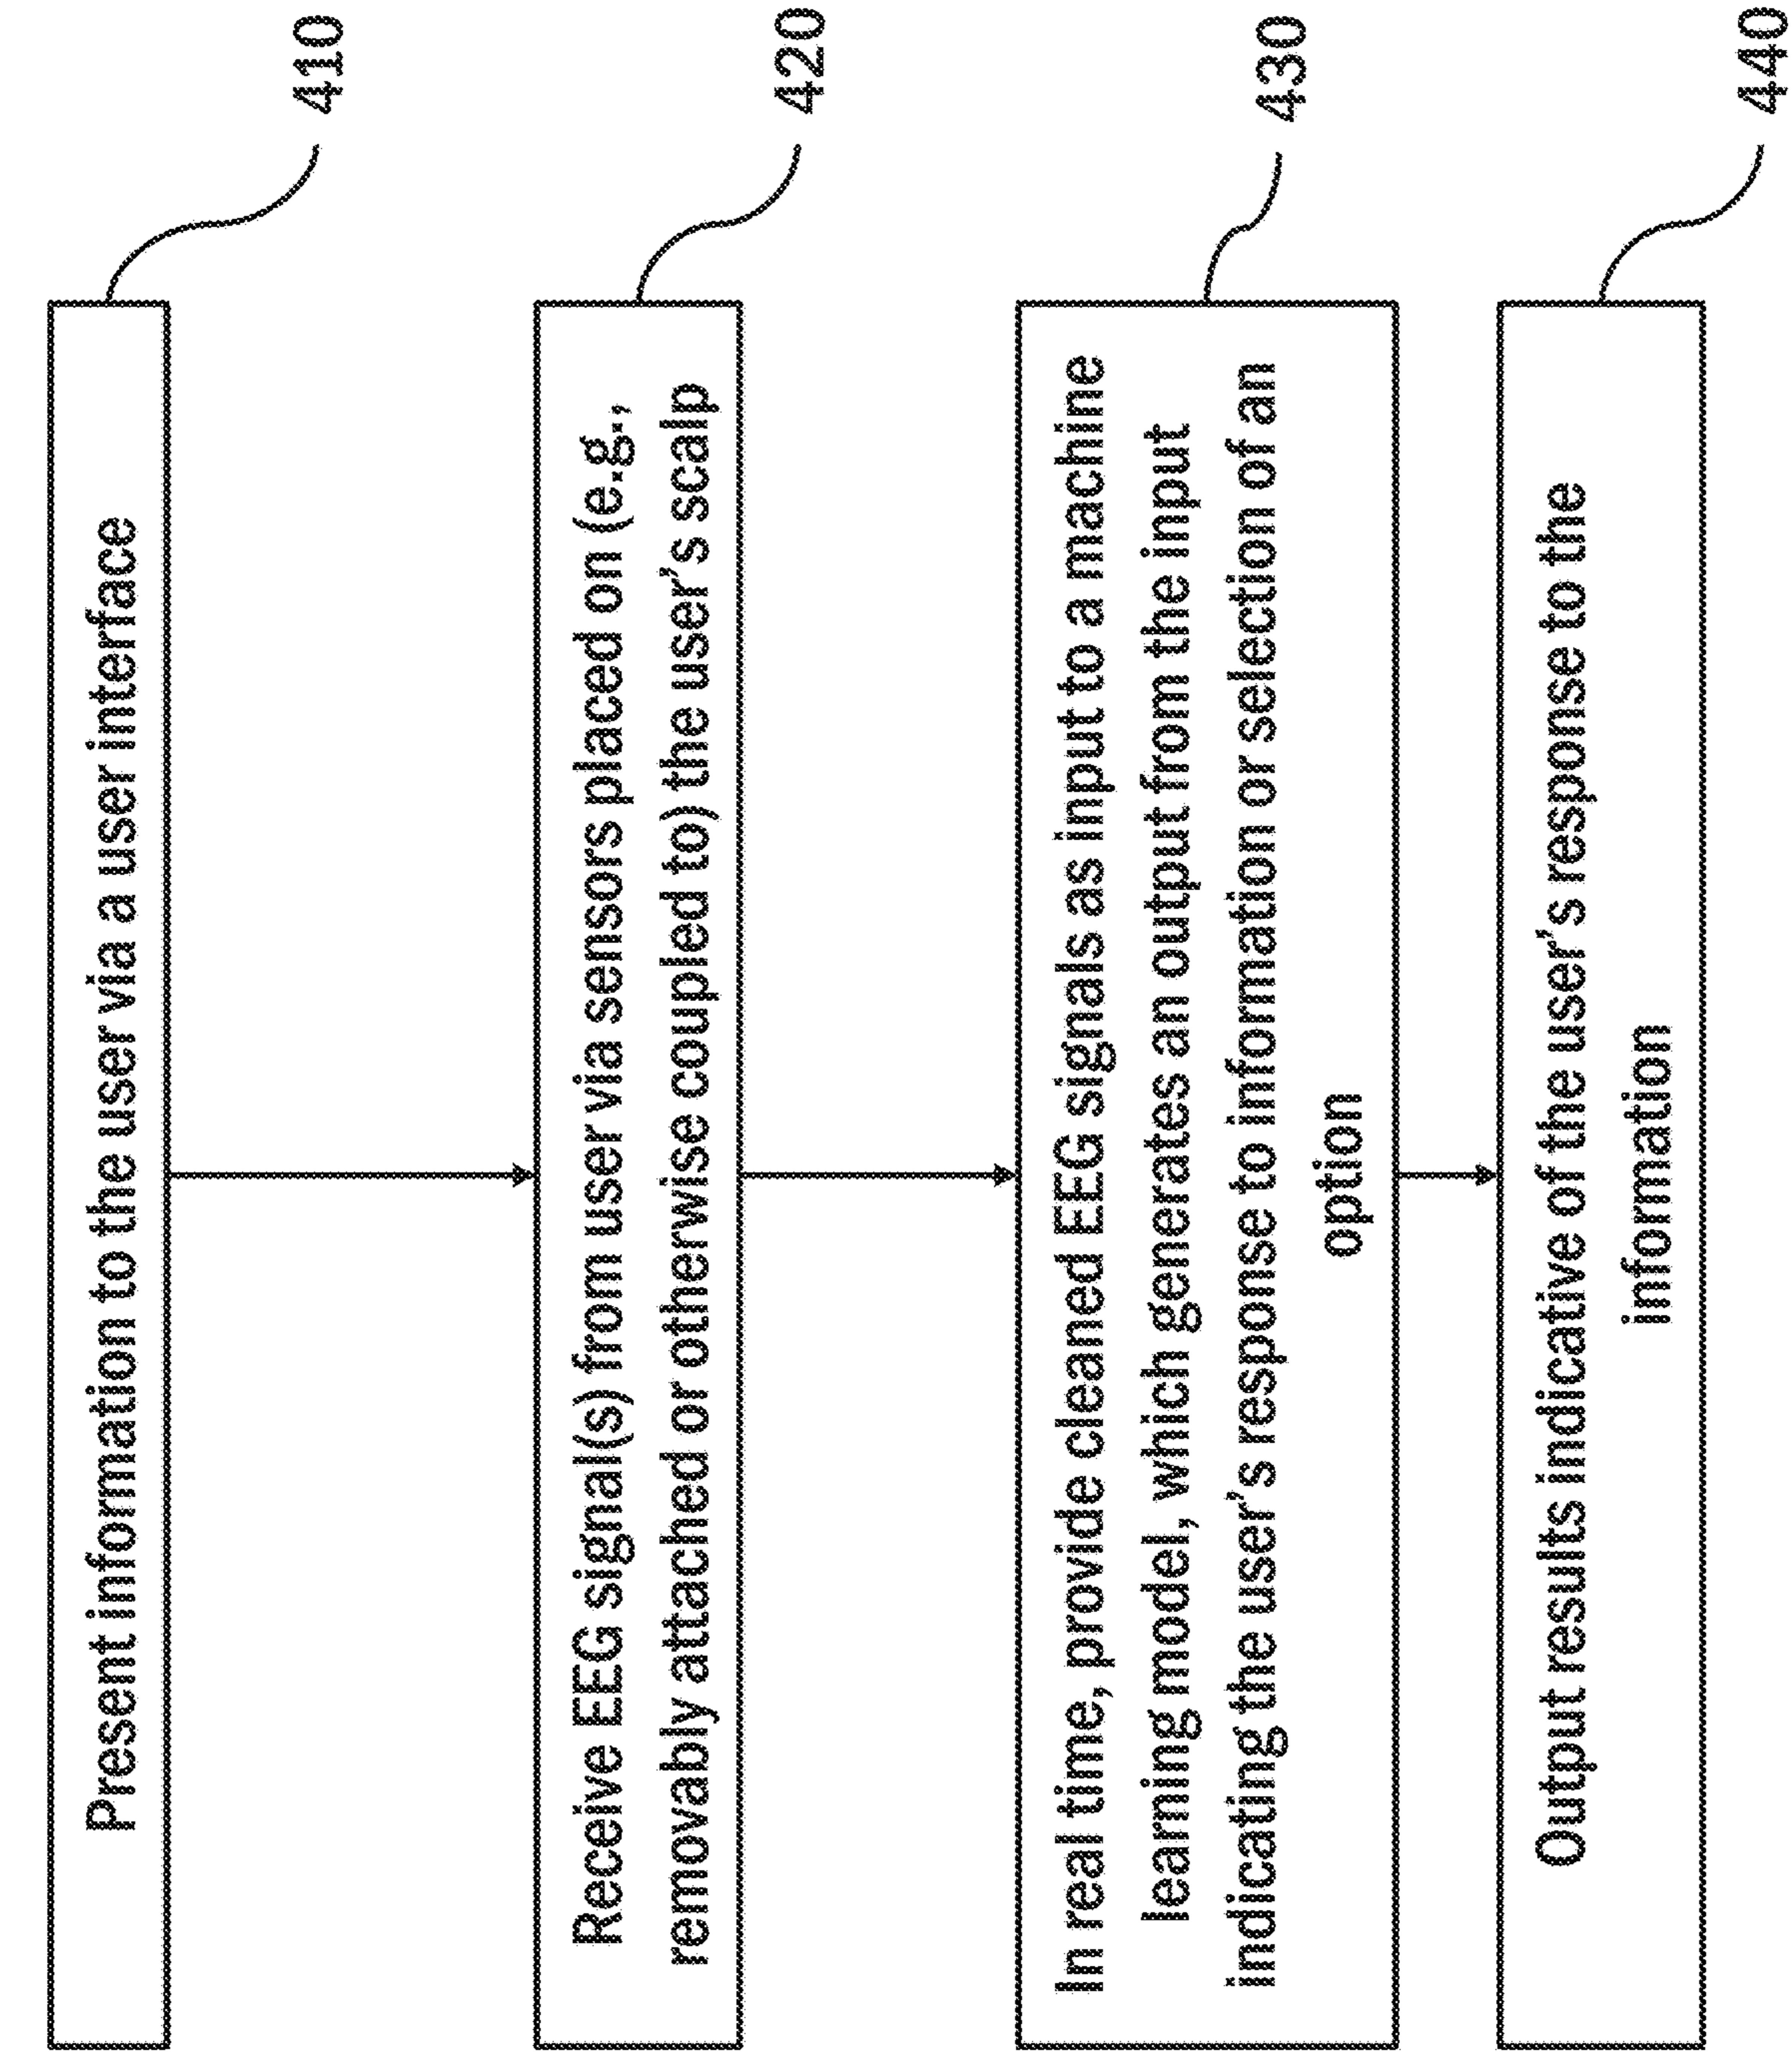 Present information to the user via a user interface
410
Receive EEG signal(s) from user via sensors placed on (e.g.,
removably attached or otherwise coupled to) the user's scalp
420
In real time, provide cleaned EEG signals as input to a machine
learning model, which generates an output from the input
indicating the user's response to information or selection of an
option
430
Output results indicative of the user's response to the
information
440